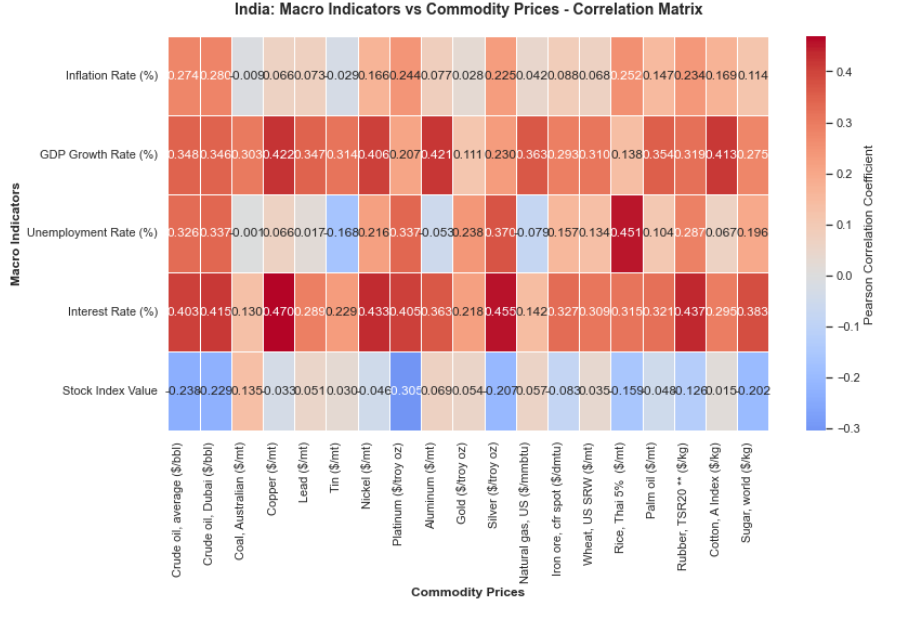 India: Macro Indicators vs Commodity Prices - Correlation Matrix
Macro Indicators
Inflation Rate (%) 0.274 0.280 -0.009 0.066 0.073 -0.029 0.166 0.244 0.077 0.028 0.225 0.042 0.088 0.068 0.252 0.147 0.234 0.169 0.114
GDP Growth Rate (%) 0.348 0.346 0.303 0.422 0.347 0.314 0.406 0.207 0.421 0.111 0.230 0.363 0.293 0.310 0.138 0.354 0.319 0.413 0.275
Unemployment Rate (%) 0.326 0.337 -0.001 0.066 0.017 -0.168 0.216 0.337 -0.053 0.238 0.370 -0.079 0.157 0.134 0.451 0.104 0.287 0.067 0.196
Interest Rate (%) 0.403 0.415 0.130 0.470 0.289 0.229 0.433 0.405 0.363 0.218 0.455 0.142 0.327 0.309 0.315 0.321 0.437 0.295 0.383
Stock Index Value -0.238 -0.229 0.135 -0.033 0.051 0.030 -0.046 -0.305 0.069 0.054 -0.207 0.057 -0.083 0.035 -0.159 -0.048 -0.126 0.015 -0.202
Crude oil, average ($/bbl)
Crude oil, Dubai ($/bbl)
Coal, Australian ($/mt)
Copper ($/mt)
Lead ($/mt)
Tin ($/mt)
Nickel ($/mt)
Platinum ($/troy oz)
Aluminum ($/mt)
Gold ($/troy oz)
Silver ($/troy oz)
Natural gas, US ($/mmbtu)
Iron ore, cfr spot ($/dmtu)
Wheat, US SRW ($/mt)
Rice, Thai 5% ($/mt)
Palm oil ($/mt)
Rubber, TSR20 ** ($/kg)
Cotton, A Index ($/kg)
Sugar, world ($/kg)
Commodity Prices
0.4
0.3
0.2
0.1
0.0
−0.1
−0.2
−0.3
Pearson Correlation Coefficient